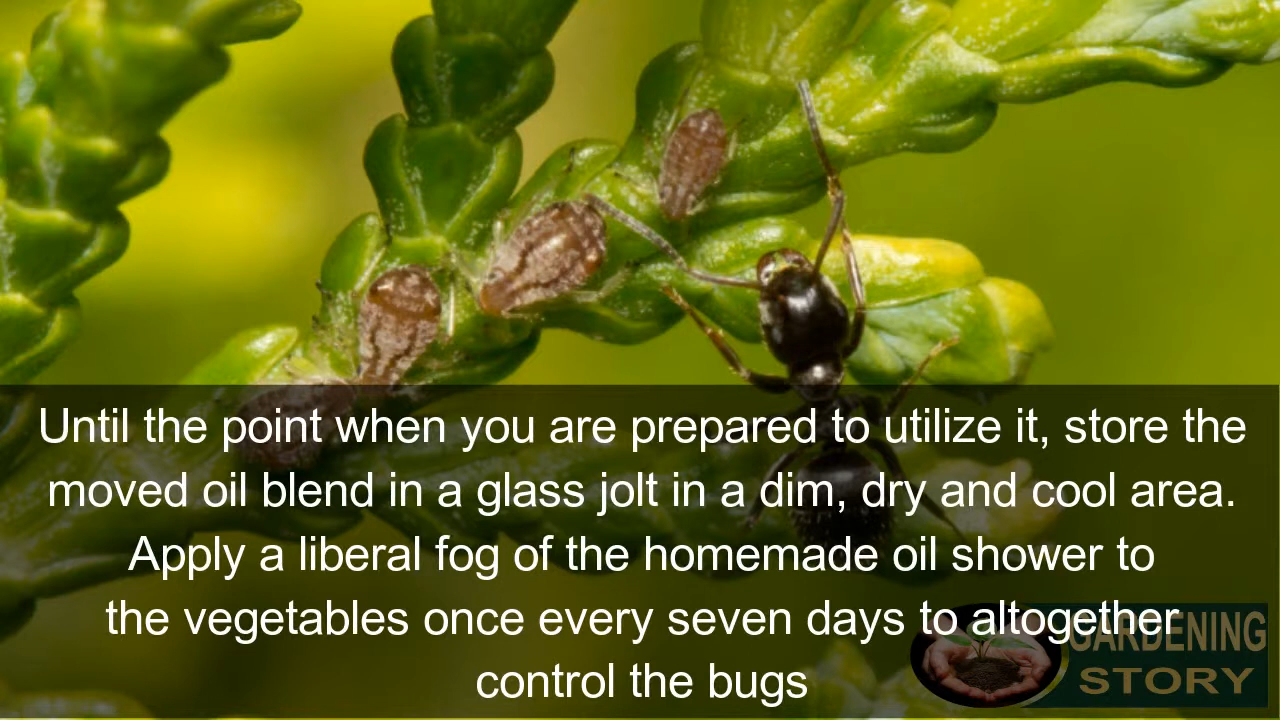 Until the point when you are prepared to utilize it, store the
moved oil blend in a glass jolt in a dim, dry and cool area.
Apply a liberal fog of the homemade oil shower to
the vegetables once every seven days to altogether
control the bugs
GARDENING
STORY